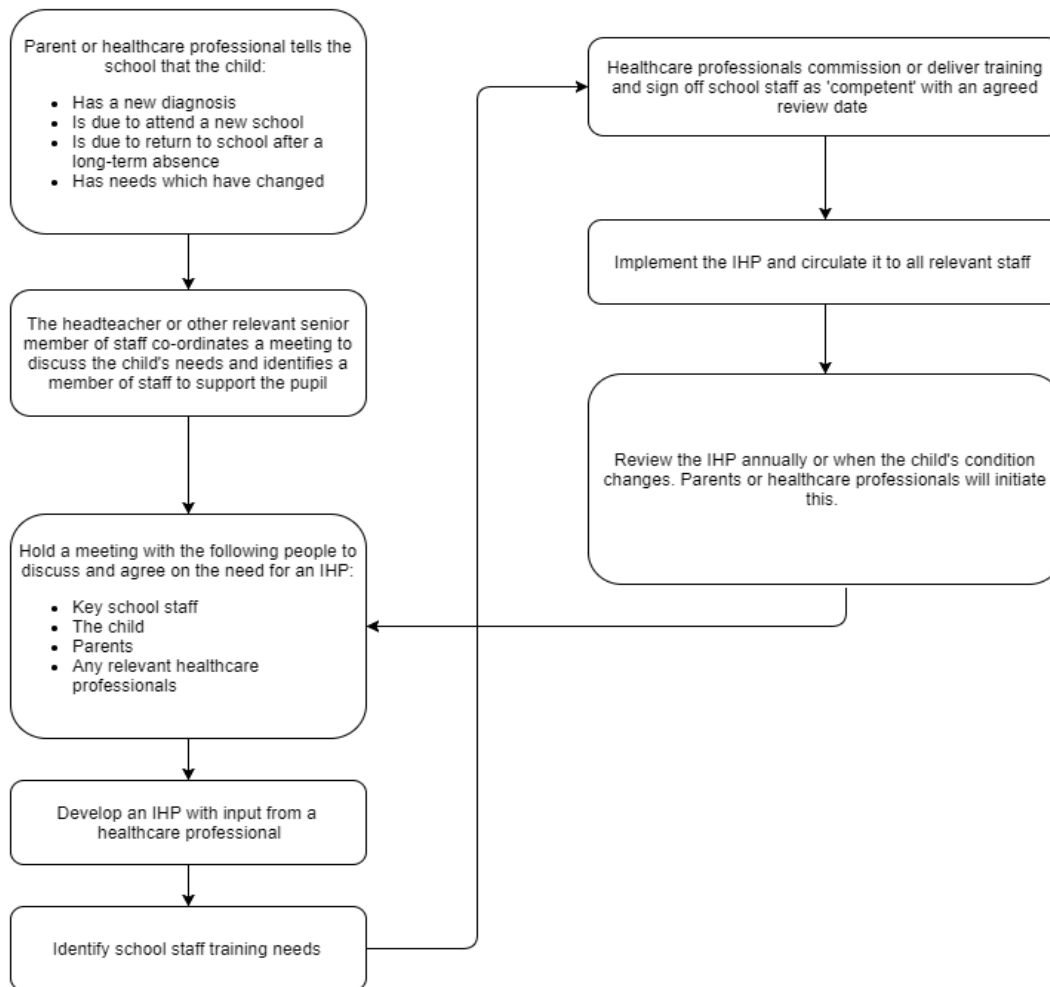 Parent or healthcare professional tells the
school that the child:
• Has a new diagnosis
• Is due to attend a new school
• Is due to return to school after a
long-term absence
• Has needs which have changed
The headteacher or other relevant senior
member of staff co-ordinates a meeting to
discuss the child's needs and identifies a
member of staff to support the pupil
Hold a meeting with the following people to
discuss and agree on the need for an IHP:
• Key school staff
• The child
• Parents
• Any relevant healthcare
professionals
Develop an IHP with input from a
healthcare professional
Identify school staff training needs
Healthcare professionals commission or deliver training
and sign off school staff as 'competent' with an agreed
review date
Implement the IHP and circulate it to all relevant staff
Review the IHP annually or when the child's condition
changes. Parents or healthcare professionals will initiate
this.